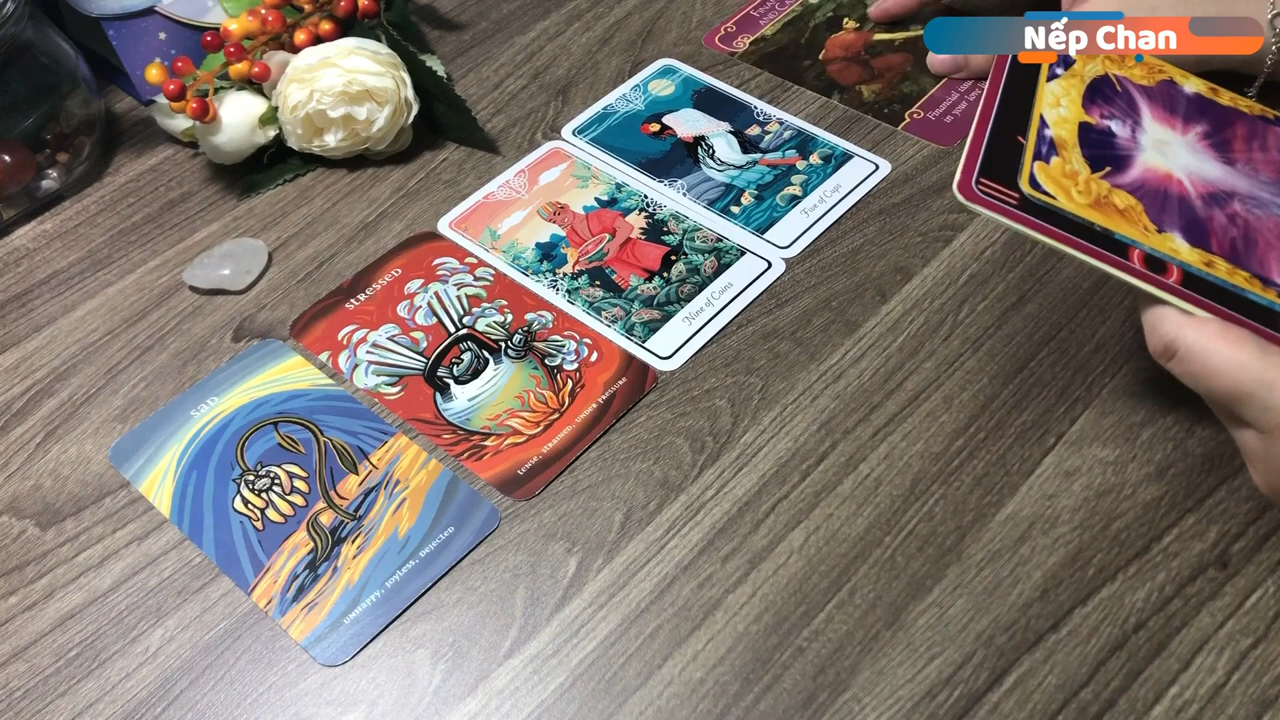 Nếp Chan
Financial iss
in your love l
Five of Cups
Nine of Coins
stressed
tense, strained, under pressure
sad
unhappy, joyless, dejected